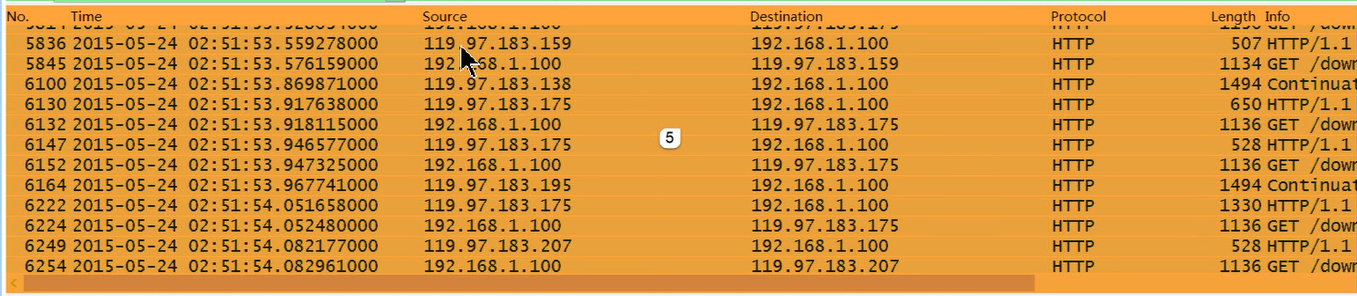 No. Time Source Destination Protocol Length Info
5836 2015-05-24 02:51:53.559278000 119.97.183.159 192.168.1.100 HTTP 507 HTTP/1.1
5845 2015-05-24 02:51:53.576159000 192.168.1.100 119.97.183.159 HTTP 1134 GET /down
6100 2015-05-24 02:51:53.869871000 119.97.183.138 192.168.1.100 HTTP 1494 Continuat
6130 2015-05-24 02:51:53.917638000 119.97.183.175 192.168.1.100 HTTP 650 HTTP/1.1
6132 2015-05-24 02:51:53.918115000 192.168.1.100 119.97.183.175 HTTP 1136 GET /down
5
6147 2015-05-24 02:51:53.946577000 119.97.183.175 192.168.1.100 HTTP 528 HTTP/1.1
6152 2015-05-24 02:51:53.947325000 192.168.1.100 119.97.183.175 HTTP 1136 GET /down
6164 2015-05-24 02:51:53.967741000 119.97.183.195 192.168.1.100 HTTP 1494 Continuat
6222 2015-05-24 02:51:54.051658000 119.97.183.175 192.168.1.100 HTTP 1330 HTTP/1.1
6224 2015-05-24 02:51:54.052480000 192.168.1.100 119.97.183.175 HTTP 1136 GET /down
6249 2015-05-24 02:51:54.082177000 119.97.183.207 192.168.1.100 HTTP 528 HTTP/1.1
6254 2015-05-24 02:51:54.082961000 192.168.1.100 119.97.183.207 HTTP 1136 GET /down